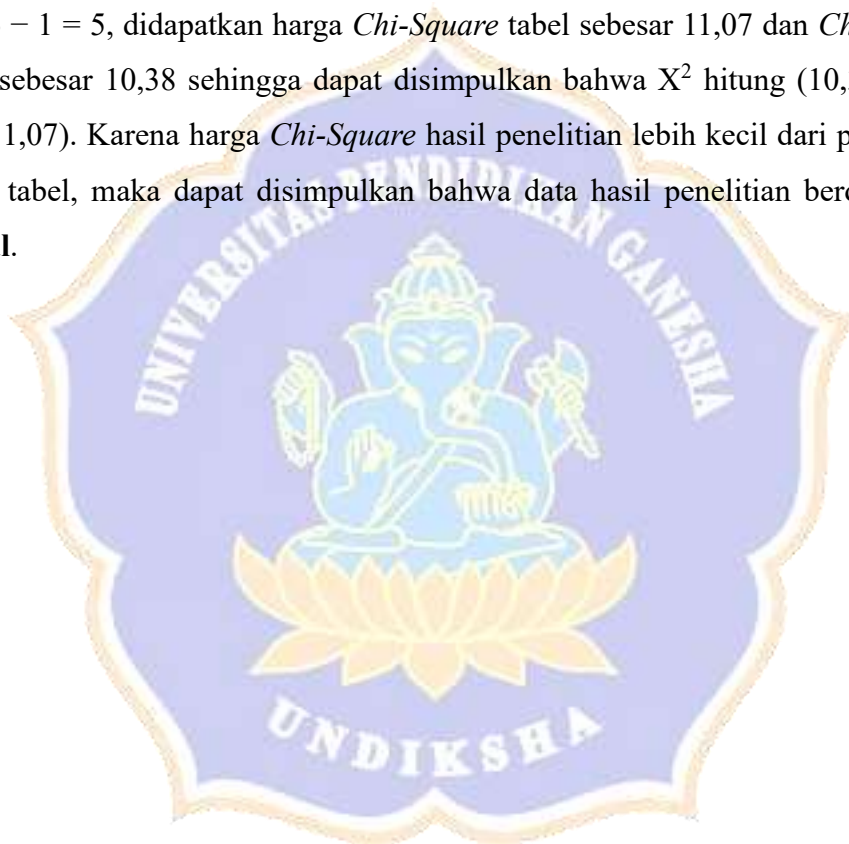 − 1 = 5, didapatkan harga Chi-Square tabel sebesar 11,07 dan
sebesar 10,38 sehingga dapat disimpulkan bahwa X² hitung (10,
1,07). Karena harga Chi-Square hasil penelitian lebih kecil dari
tabel, maka dapat disimpulkan bahwa data hasil penelitian
l.
UNIVERSITAS PENDIDIKAN GANESHA
UNDIKSHA